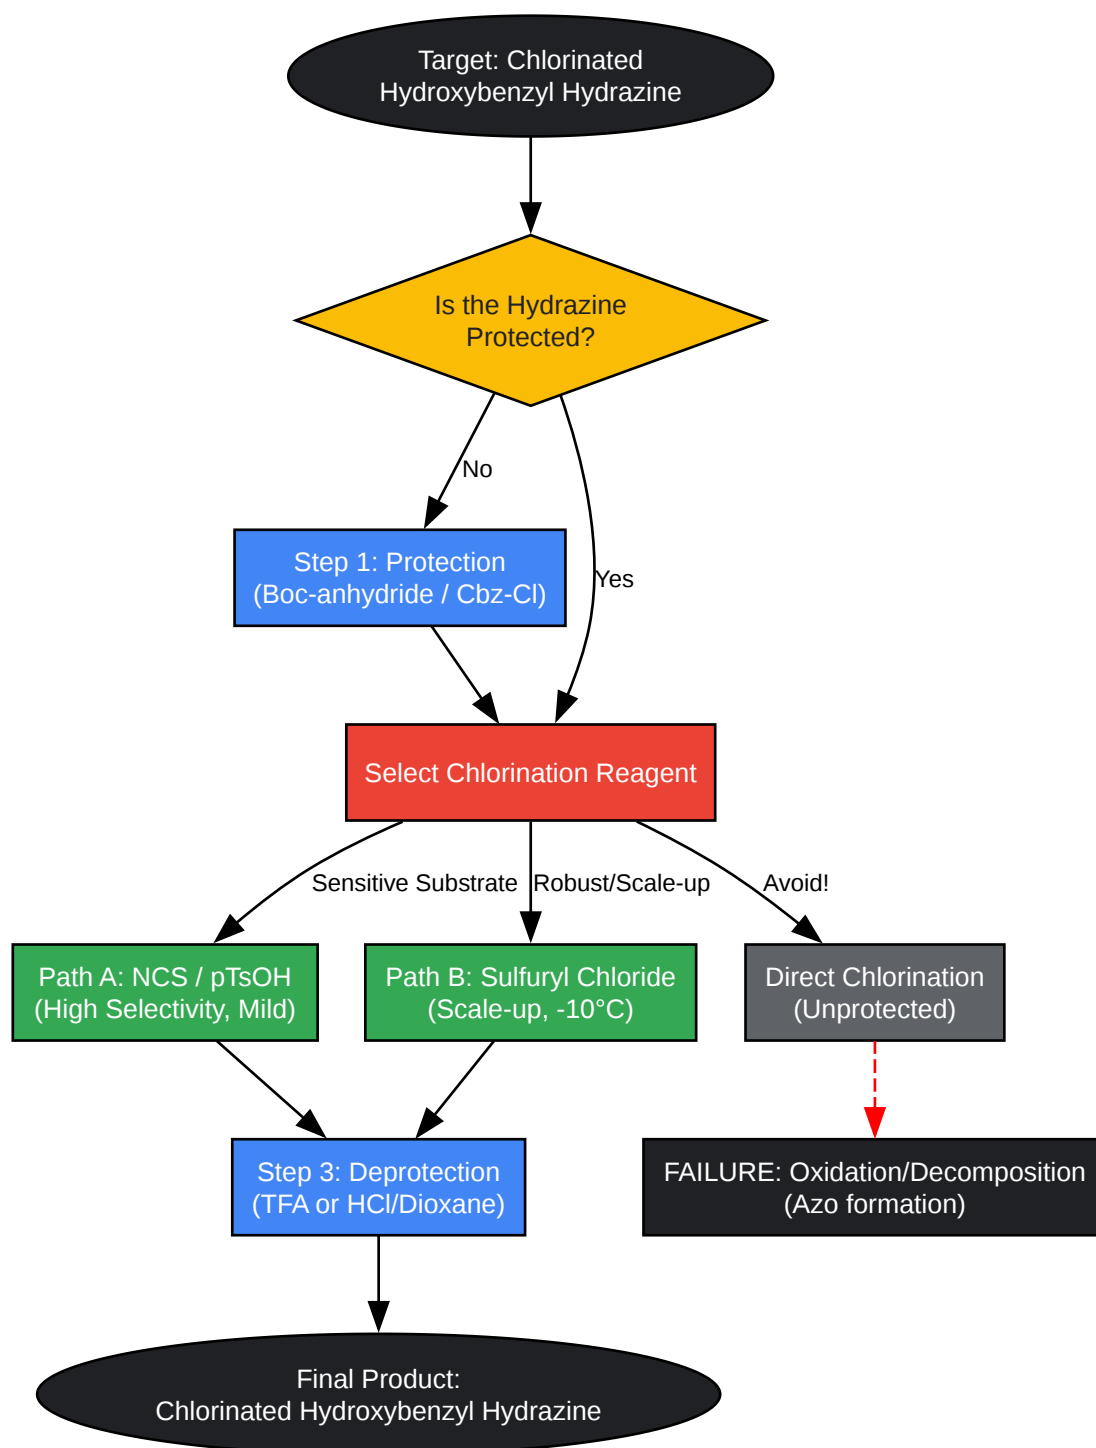 Target: Chlorinated
Hydroxybenzyl Hydrazine
Is the Hydrazine
Protected?
No
Step 1: Protection
(Boc-anhydride / Cbz-Cl)
Yes
Select Chlorination Reagent
Sensitive Substrate
Robust/Scale-up
Avoid!
Path A: NCS / pTsOH
(High Selectivity, Mild)
Path B: Sulfuryl Chloride
(Scale-up, -10°C)
Direct Chlorination
(Unprotected)
Step 3: Deprotection
(TFA or HCl/Dioxane)
FAILURE: Oxidation/Decomposition
(Azo formation)
Final Product:
Chlorinated Hydroxybenzyl Hydrazine